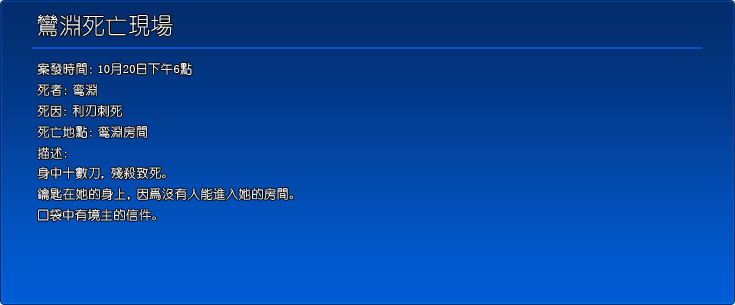 鸞淵死亡現場
案發時間: 10月20日下午6點
死者: 鸞淵
死因: 利刃刺死
死亡地點: 鸞淵房間
描述:
身中十數刀, 殘殺致死。
鑰匙在她的身上, 因爲沒有人能進入她的房間。
口袋中有境主的信件。